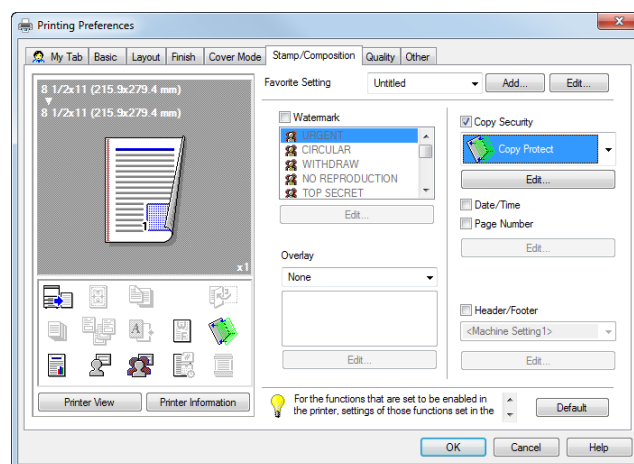 Printing Preferences
My Tab Basic Layout Finish Cover Mode Stamp/Composition Quality Other
8 1/2x11 (215.9x279.4 mm)
8 1/2x11 (215.9x279.4 mm)
1
x1
Printer View Printer Information
Favorite Setting Untitled Add... Edit...
Watermark
URGENT
CIRCULAR
WITHDRAW
NO REPRODUCTION
TOP SECRET
Edit...
Overlay
None
Edit...
Copy Security
Copy Protect
Edit...
Date/Time
Page Number
Edit...
Header/Footer
<Machine Setting1>
Edit...
For the functions that are set to be enabled in
the printer, settings of those functions set in the
Default
OK Cancel Help